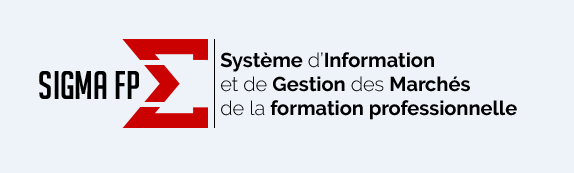 SIGMA FP
Système d'Information
et de Gestion des Marchés
de la formation professionnelle